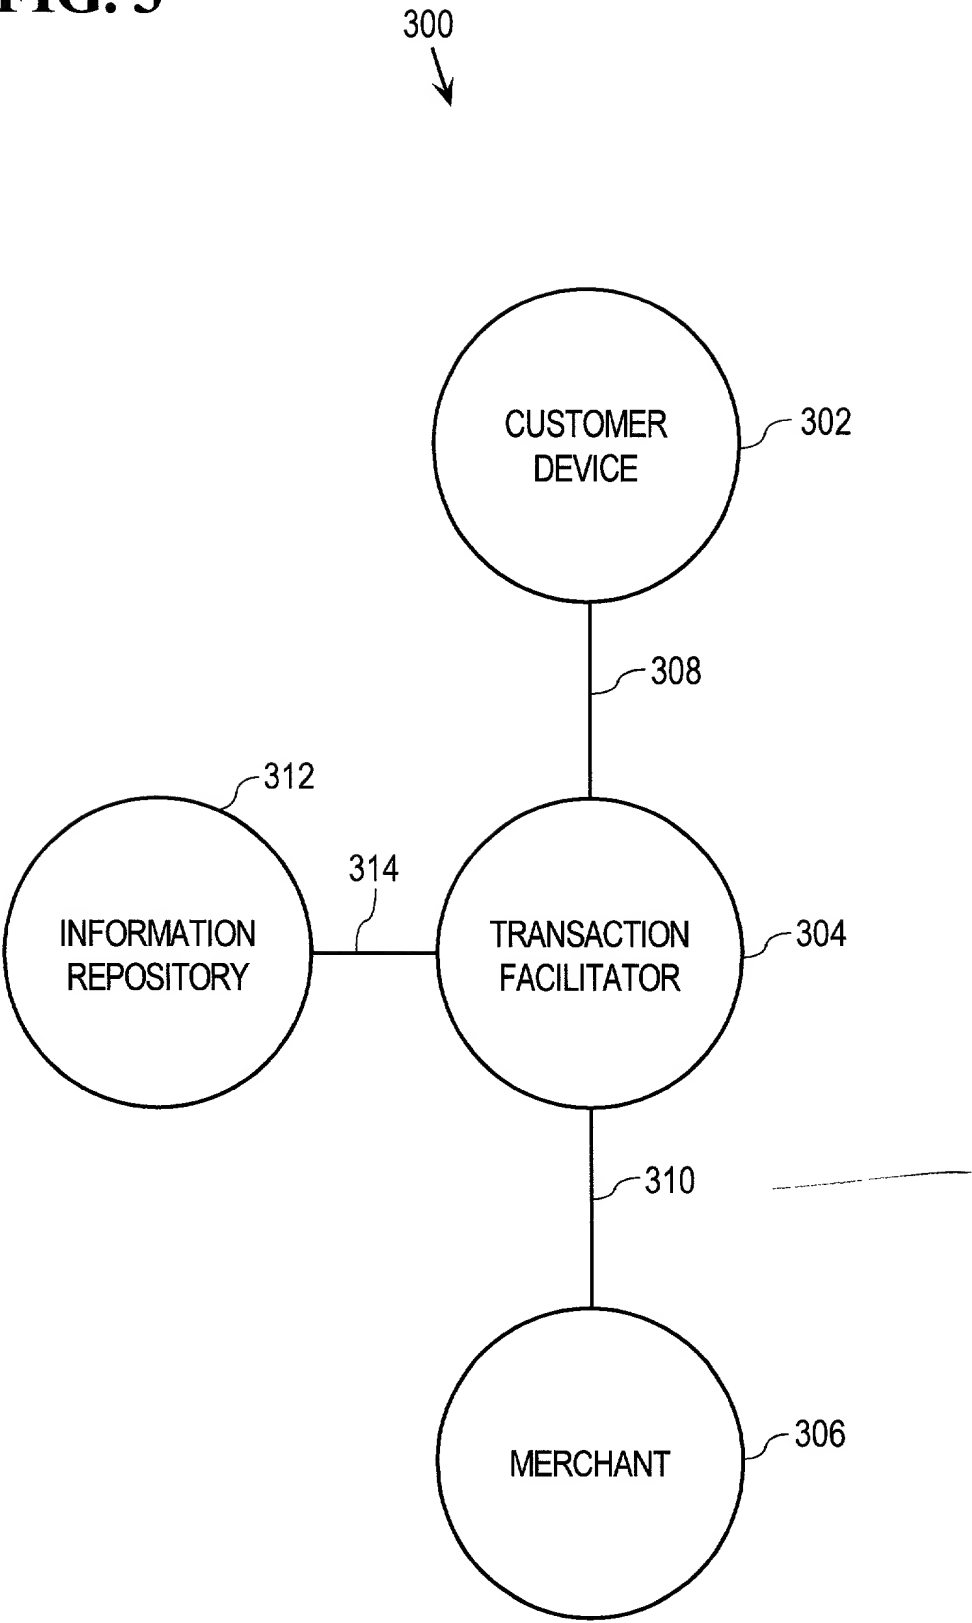 FIG. 3
300
CUSTOMER
DEVICE
302
308
312
314
INFORMATION
REPOSITORY
TRANSACTION
FACILITATOR
304
310
MERCHANT
306